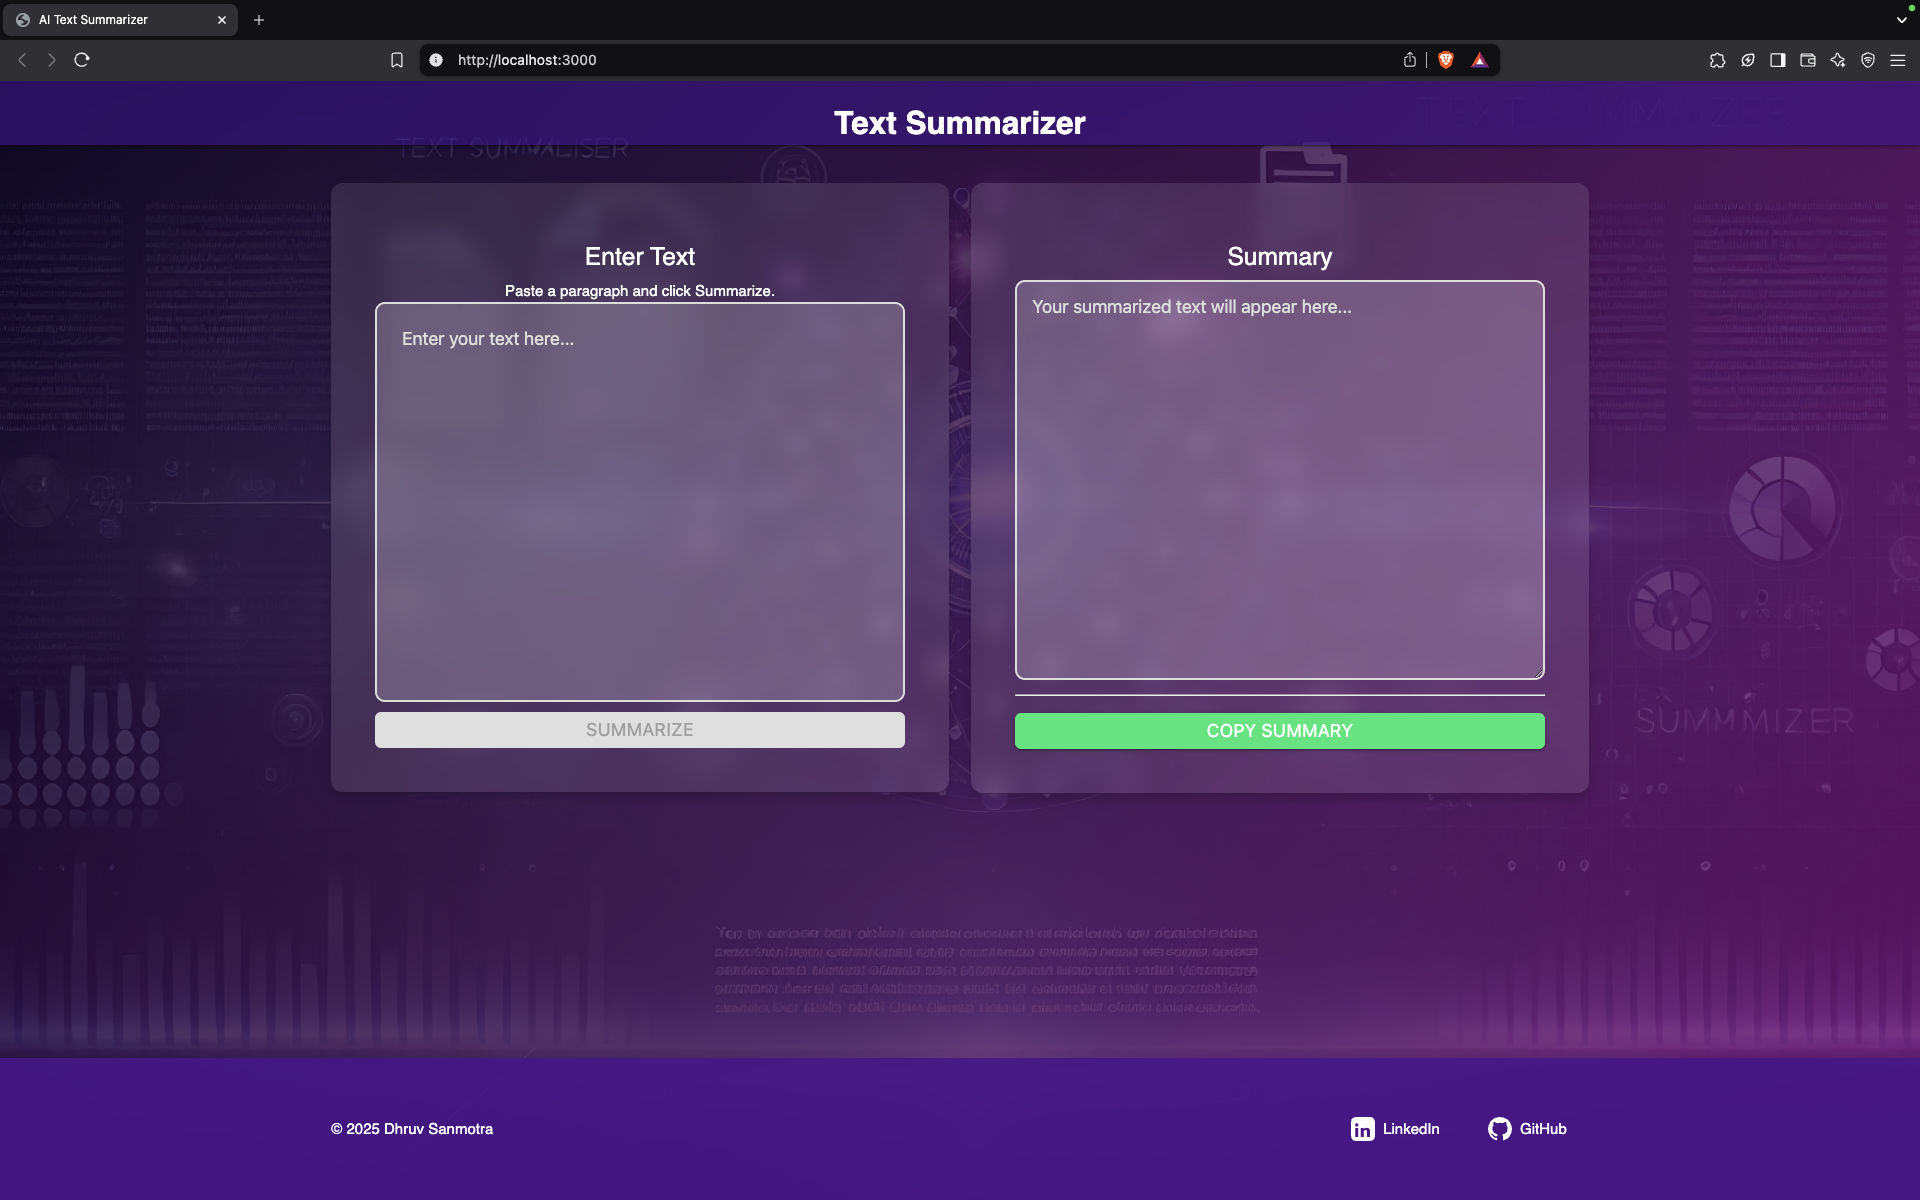 AI Text Summarizer
http://localhost:3000
Text Summarizer
TEXT SUMMALISER
Enter Text
Paste a paragraph and click Summarize.
Enter your text here...
SUMMARIZE
Summary
Your summarized text will appear here...
COPY SUMMARY
SUMMMIZER
© 2025 Dhruv Sanmotra
LinkedIn
GitHub